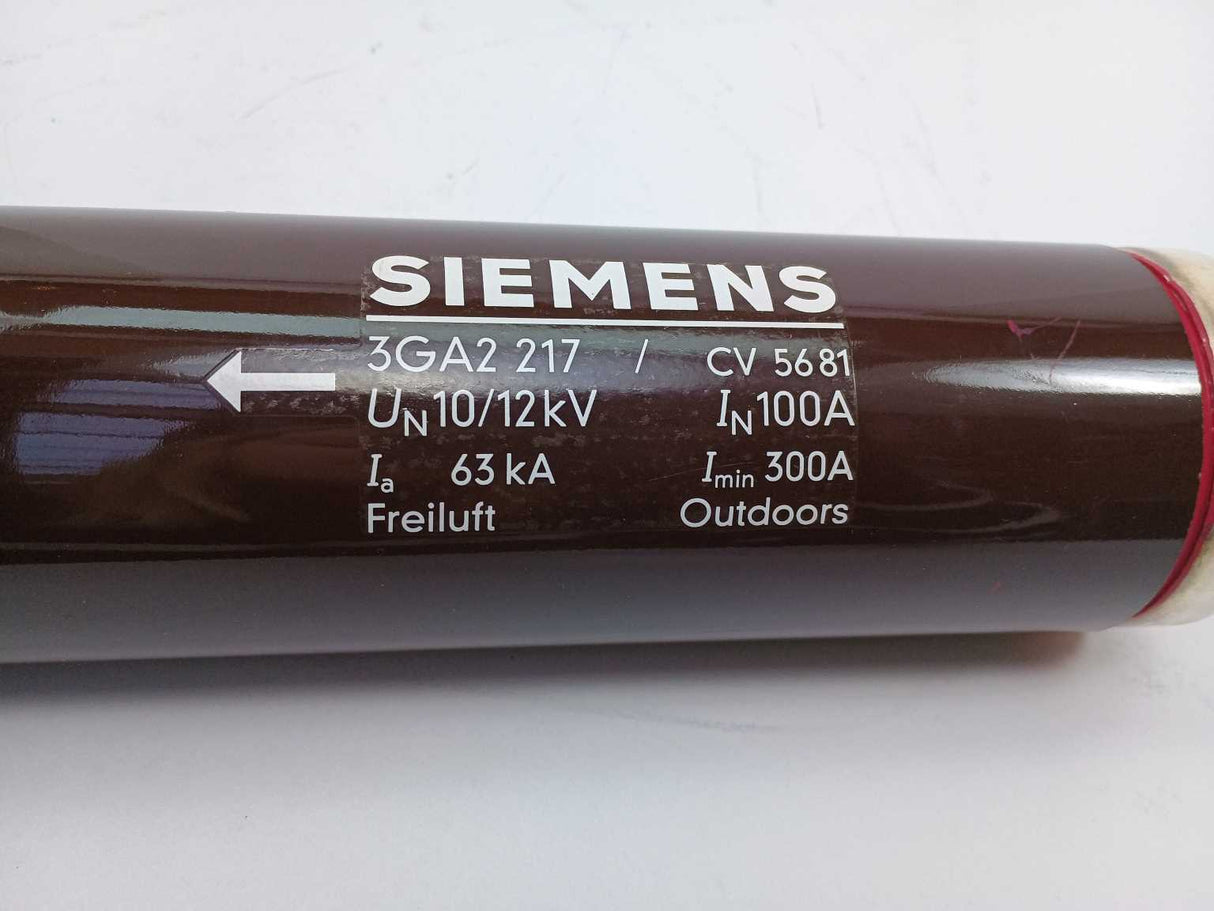 SIEMENS
3GA2 217 / CV 5681
UN 10/12kV IN 100A
Ia 63 kA Imin 300A
Freiluft Outdoors